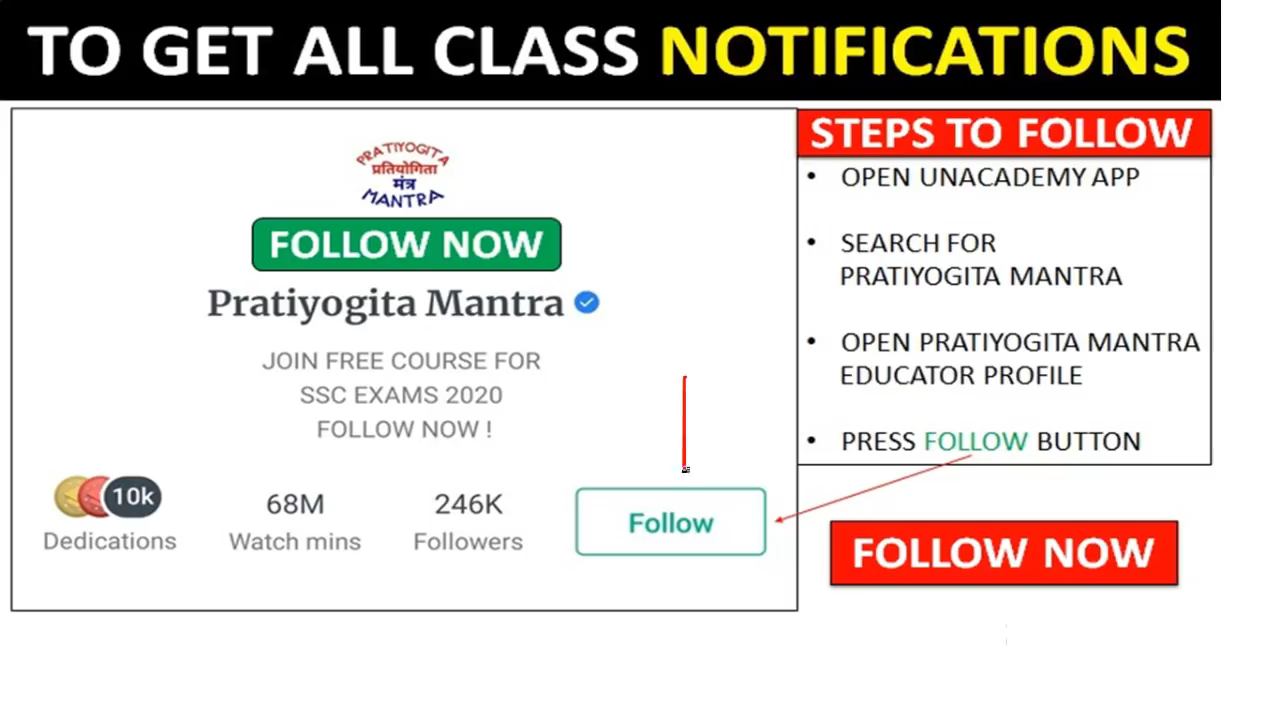 TO GET ALL CLASS NOTIFICATIONS
PRATIYOGITA
प्रतियोगिता
मंत्र
MANTRA
FOLLOW NOW
Pratiyogita Mantra
JOIN FREE COURSE FOR
SSC EXAMS 2020
FOLLOW NOW !
10k
Dedications
68M
Watch mins
246K
Followers
Follow
STEPS TO FOLLOW
• OPEN UNACADEMY APP
• SEARCH FOR
PRATIYOGITA MANTRA
• OPEN PRATIYOGITA MANTRA
EDUCATOR PROFILE
• PRESS FOLLOW BUTTON
FOLLOW NOW